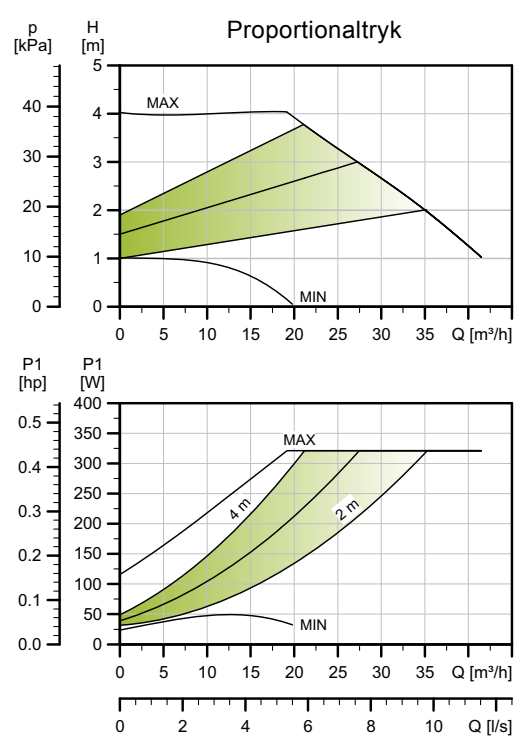 Proportionaltryk
p H
[kPa] [m]
5
40 4
MAX
30 3
20 2
10 1
0 0
MIN
0 5 10 15 20 25 30 35 Q [m³/h]
P1 P1
[hp] [W]
400
0.5 350
MAX
0.4 300
250
0.3 200
4 m 2 m
0.2 150
100
0.1 50
MIN
0.0 0
0 5 10 15 20 25 30 35 Q [m³/h]
0 2 4 6 8 10 Q [l/s]